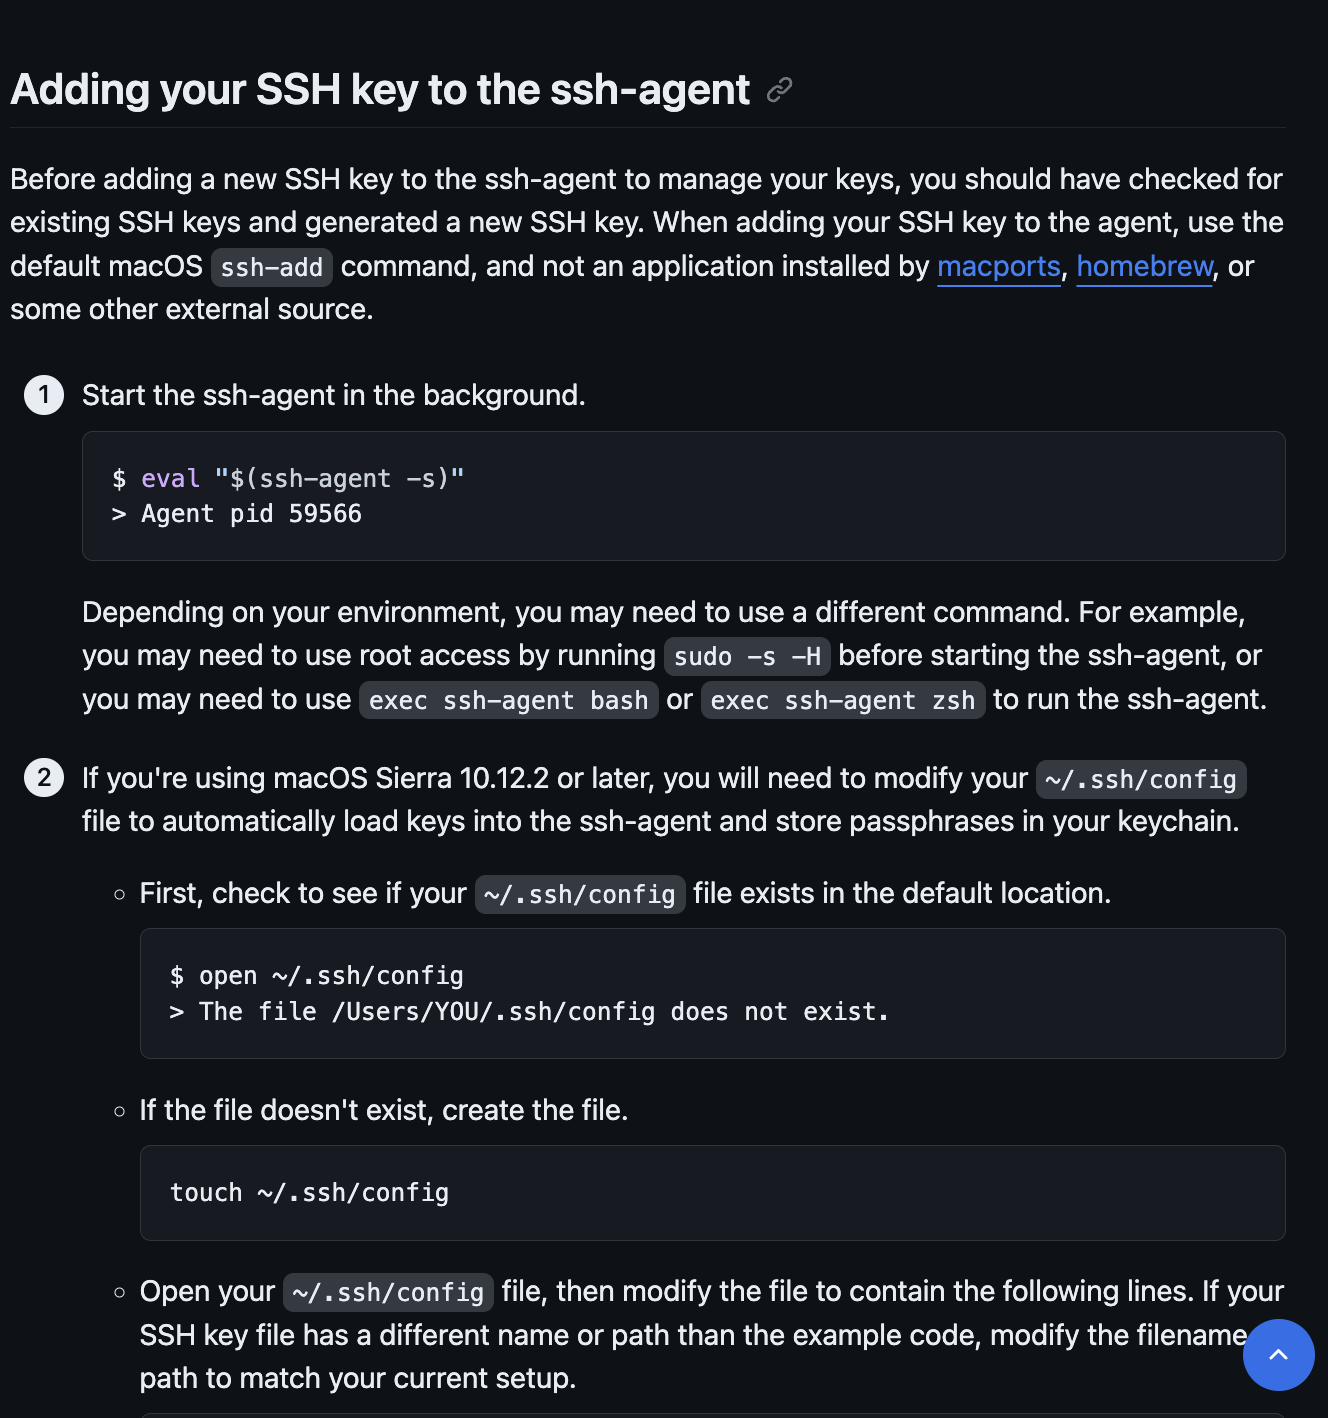 Adding your SSH key to the ssh-agent
Before adding a new SSH key to the ssh-agent to manage your keys, you should have checked for
existing SSH keys and generated a new SSH key. When adding your SSH key to the agent, use the
default macOS ssh-add command, and not an application installed by macports, homebrew, or
some other external source.
1 Start the ssh-agent in the background.
$ eval "$(ssh-agent -s)"
> Agent pid 59566
Depending on your environment, you may need to use a different command. For example,
you may need to use root access by running sudo -s -H before starting the ssh-agent, or
you may need to use exec ssh-agent bash or exec ssh-agent zsh to run the ssh-agent.
2 If you're using macOS Sierra 10.12.2 or later, you will need to modify your ~/.ssh/config
file to automatically load keys into the ssh-agent and store passphrases in your keychain.
First, check to see if your ~/.ssh/config file exists in the default location.
$ open ~/.ssh/config
> The file /Users/YOU/.ssh/config does not exist.
If the file doesn't exist, create the file.
touch ~/.ssh/config
Open your ~/.ssh/config file, then modify the file to contain the following lines. If your
SSH key file has a different name or path than the example code, modify the filename
path to match your current setup.